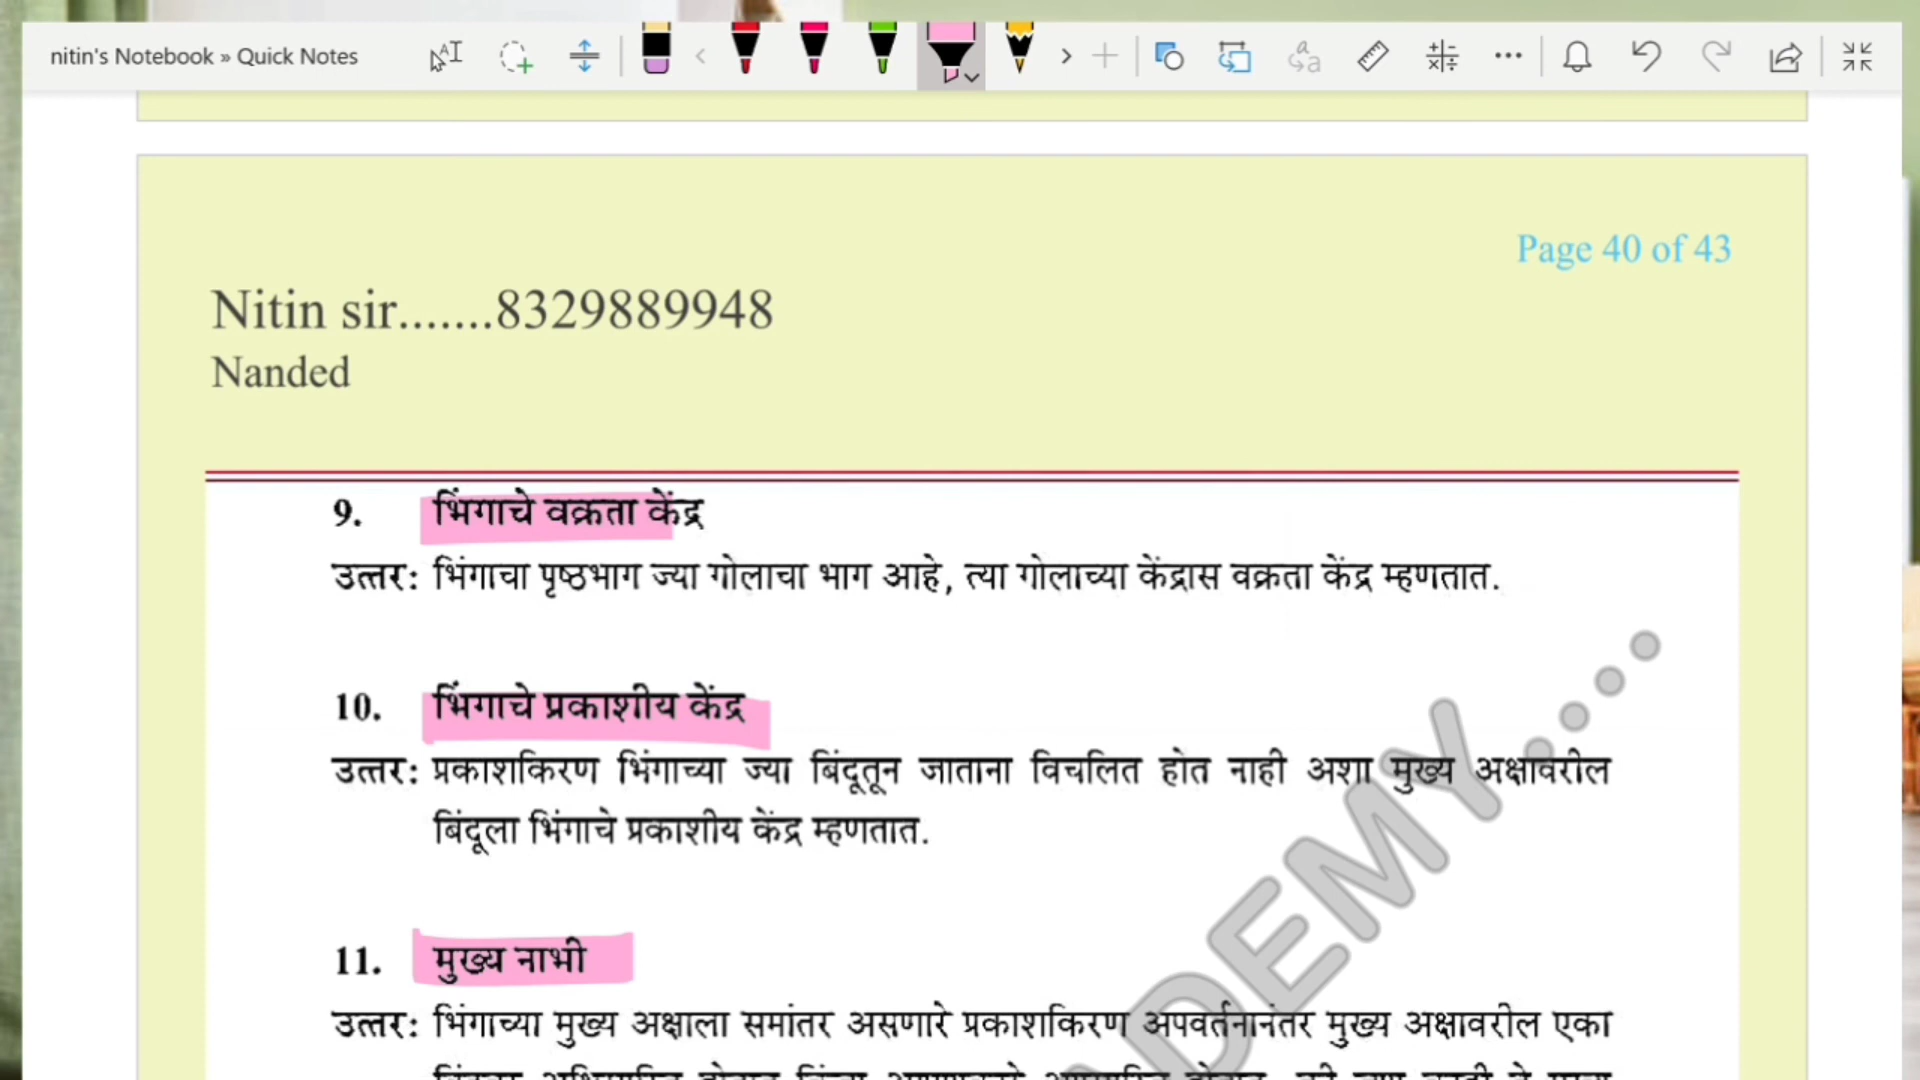 nitin's Notebook » Quick Notes
Page 40 of 43
Nitin sir.......8329889948
Nanded
9. भिंगाचे वक्रता केंद्र
उत्तर: भिंगाचा पृष्ठभाग ज्या गोलाचा भाग आहे, त्या गोलाच्या केंद्रास वक्रता केंद्र म्हणतात.
10. भिंगाचे प्रकाशीय केंद्र
उत्तर: प्रकाशकिरण भिंगाच्या ज्या बिंदूतून जाताना विचलित होत नाही अशा मुख्य अक्षावरील
बिंदूला भिंगाचे प्रकाशीय केंद्र म्हणतात.
11. मुख्य नाभी
उत्तर: भिंगाच्या मुख्य अक्षाला समांतर असणारे प्रकाशकिरण अपवर्तनानंतर मुख्य अक्षावरील एका